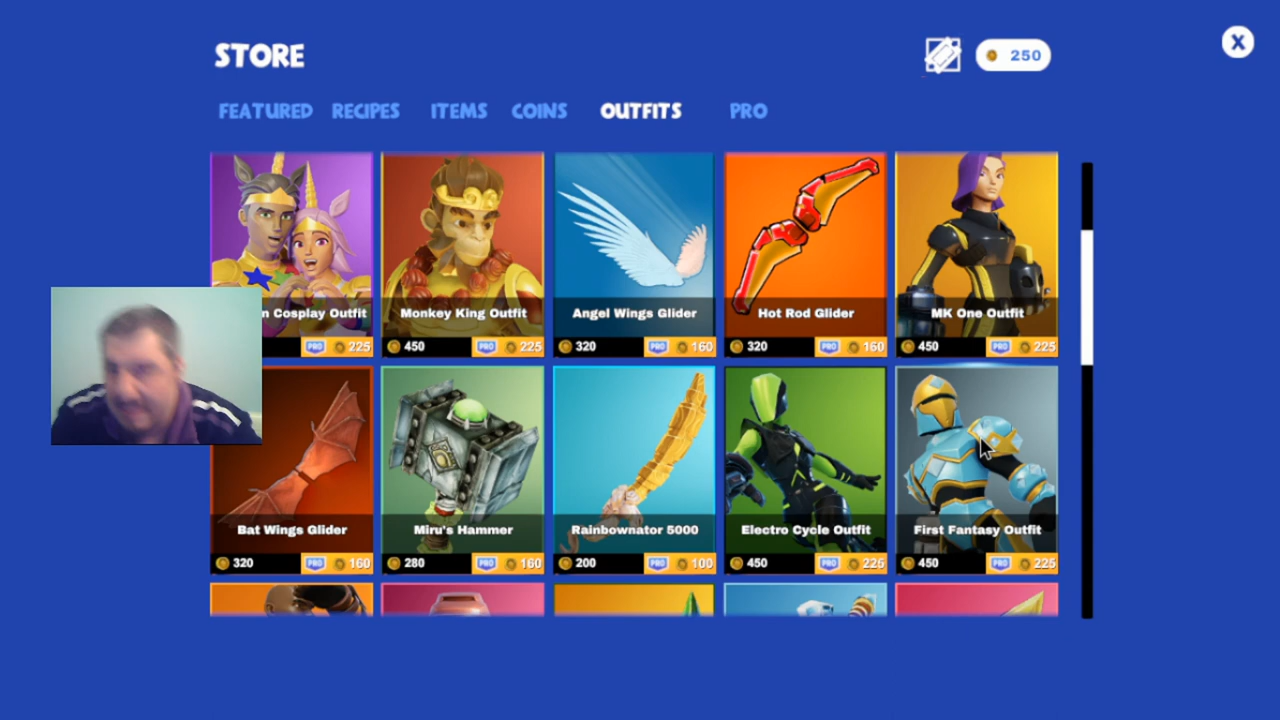 STORE
250
X
FEATURED RECIPES ITEMS COINS OUTFITS PRO
n Cosplay Outfit
PRO 225
Monkey King Outfit
450 PRO 225
Angel Wings Glider
320 PRO 160
Hot Rod Glider
320 PRO 160
MK One Outfit
450 PRO 225
Bat Wings Glider
320 PRO 160
Miru's Hammer
280 PRO 160
Rainbownator 5000
200 PRO 100
Electro Cycle Outfit
450 PRO 225
First Fantasy Outfit
450 PRO 225